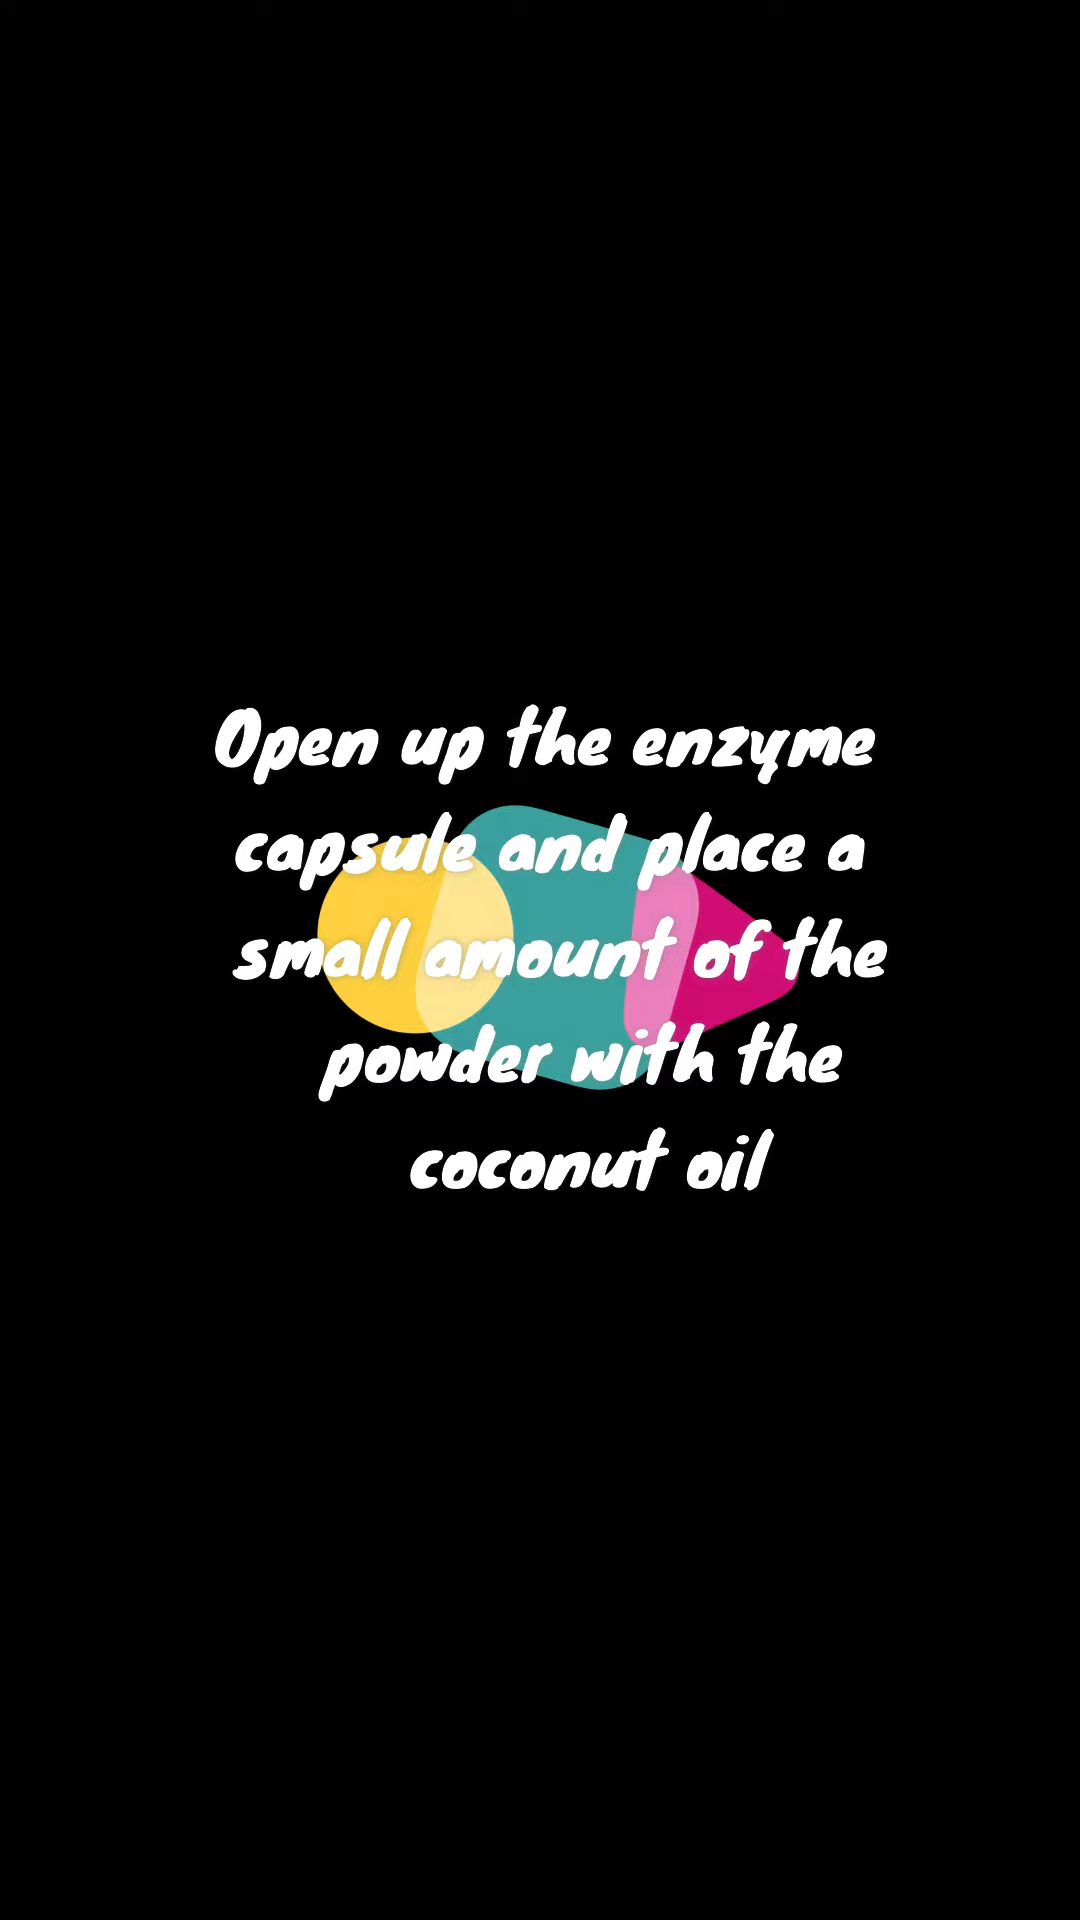 Open up the enzyme
capsule and place a
small amount of the
powder with the
coconut oil